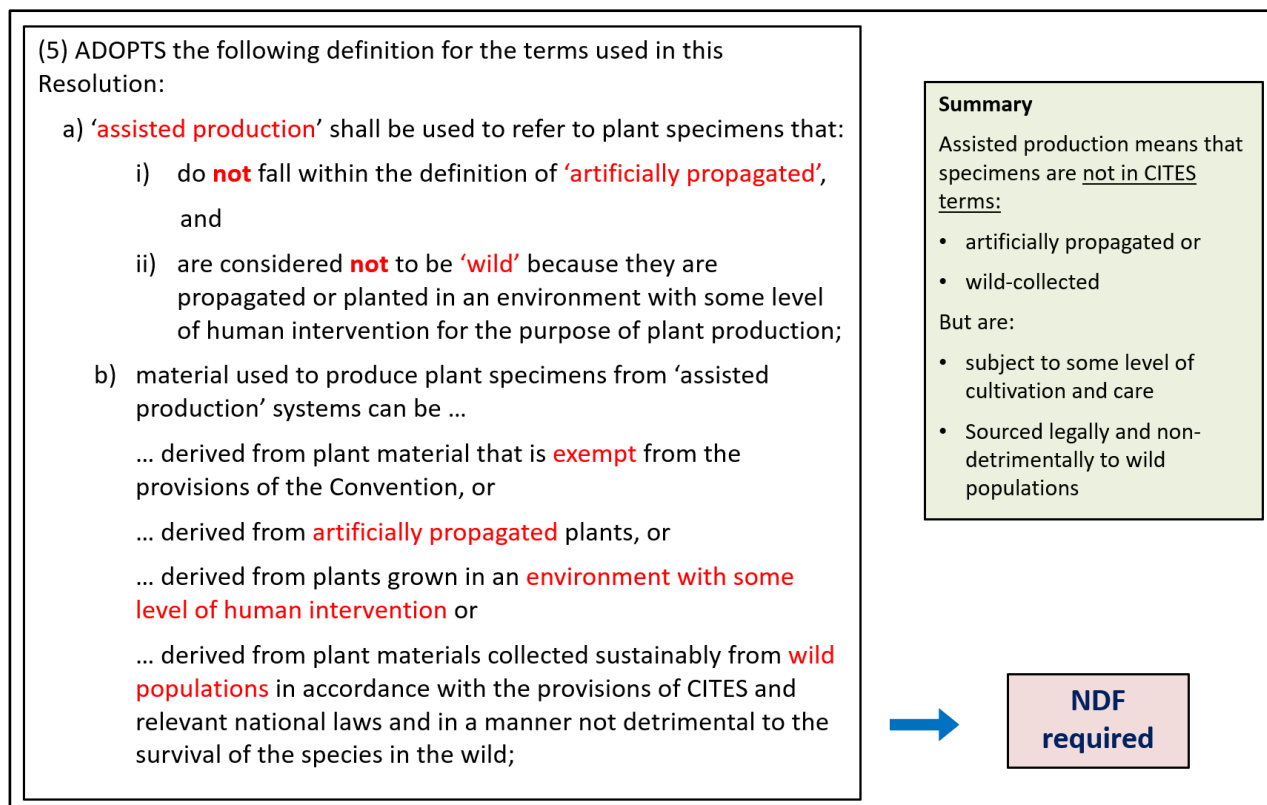 (5) ADOPTS the following definition for the terms used in this
Resolution:
a) ‘assisted production’ shall be used to refer to plant specimens that:
i) do not fall within the definition of ‘artificially propagated’,
and
ii) are considered not to be ‘wild’ because they are
propagated or planted in an environment with some level
of human intervention for the purpose of plant production;
b) material used to produce plant specimens from ‘assisted
production’ systems can be …
… derived from plant material that is exempt from the
provisions of the Convention, or
… derived from artificially propagated plants, or
… derived from plants grown in an environment with some
level of human intervention or
… derived from plant materials collected sustainably from wild
populations in accordance with the provisions of CITES and
relevant national laws and in a manner not detrimental to the
survival of the species in the wild;
Summary
Assisted production means that
specimens are not in CITES
terms:
• artificially propagated or
• wild-collected
But are:
• subject to some level of
cultivation and care
• Sourced legally and non-
detrimentally to wild
populations
NDF
required